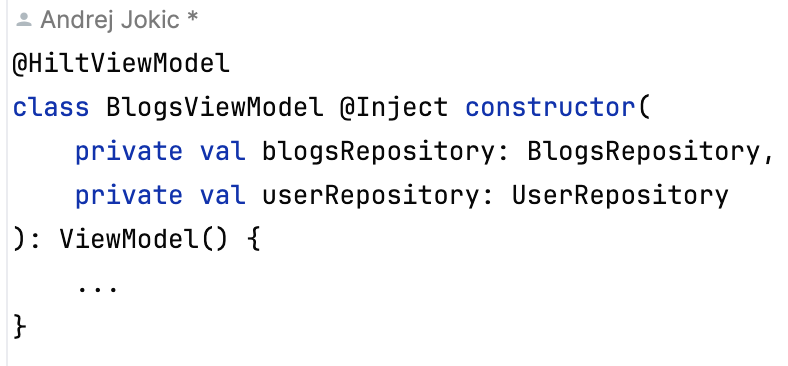 Andrej Jokic *
@HiltViewModel
class BlogsViewModel @Inject constructor(
    private val blogsRepository: BlogsRepository,
    private val userRepository: UserRepository
): ViewModel() {
    ...
}